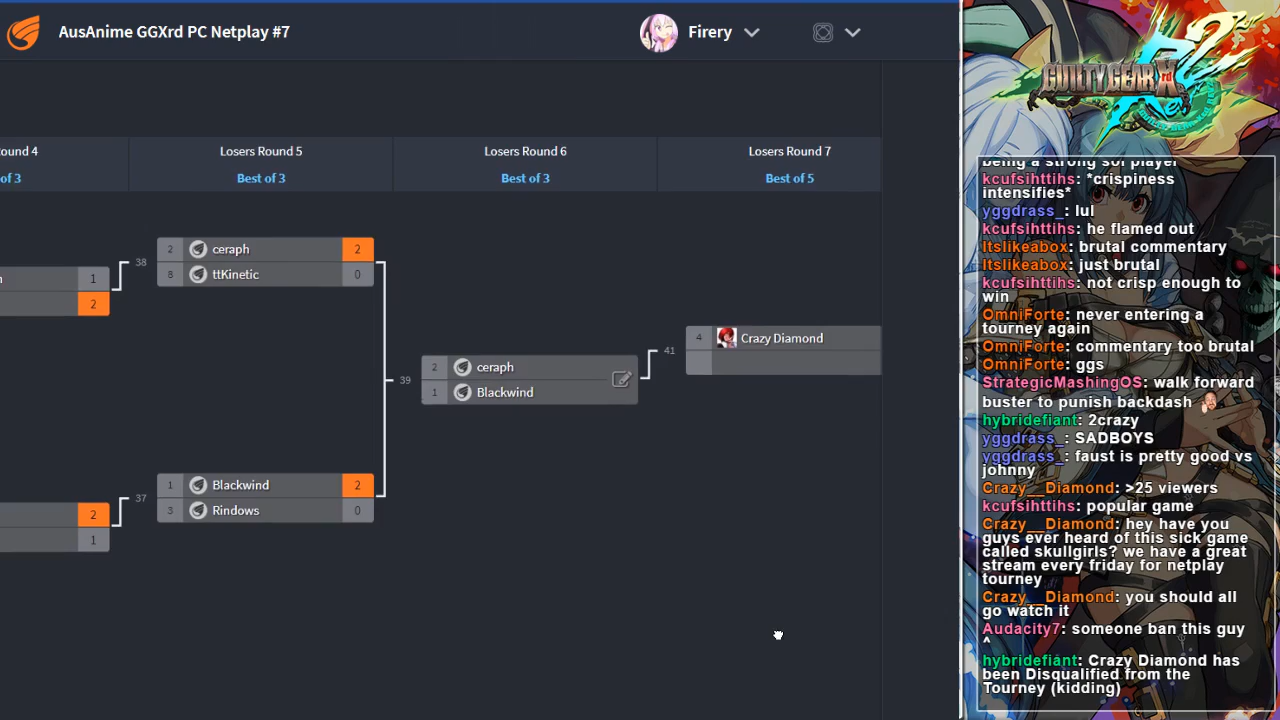 AusAnime GGXrd PC Netplay #7
Firery
GUILTY GEAR Xrd
ound 4
Losers Round 5
Losers Round 6
Losers Round 7
of 3
Best of 3
Best of 3
Best of 5
38
2 ceraph 2
8 ttKinetic 0
1
2
39
2 ceraph
1 Blackwind
41
4 Crazy Diamond
37
1 Blackwind 2
3 Rindows 0
2
1
being a strong sol player
kcufsihttihs: *crispiness
intensifies*
yggdrass_: lul
kcufsihttihs: he flamed out
Itslikeabox: brutal commentary
Itslikeabox: just brutal
kcufsihttihs: not crisp enough to
win
OmniForte: never entering a
tourney again
OmniForte: commentary too brutal
OmniForte: ggs
StrategicMashingOS: walk forward
buster to punish backdash
hybridefiant: 2crazy
yggdrass_: SADBOYS
yggdrass_: faust is pretty good vs
johnny
Crazy__Diamond: >25 viewers
kcufsihttihs: popular game
Crazy__Diamond: hey have you
guys ever heard of this sick game
called skullgirls? we have a great
stream every friday for netplay
tourney
Crazy__Diamond: you should all
go watch it
Audacity7: someone ban this guy
^
hybridefiant: Crazy Diamond has
been Disqualified from the
Tourney (kidding)